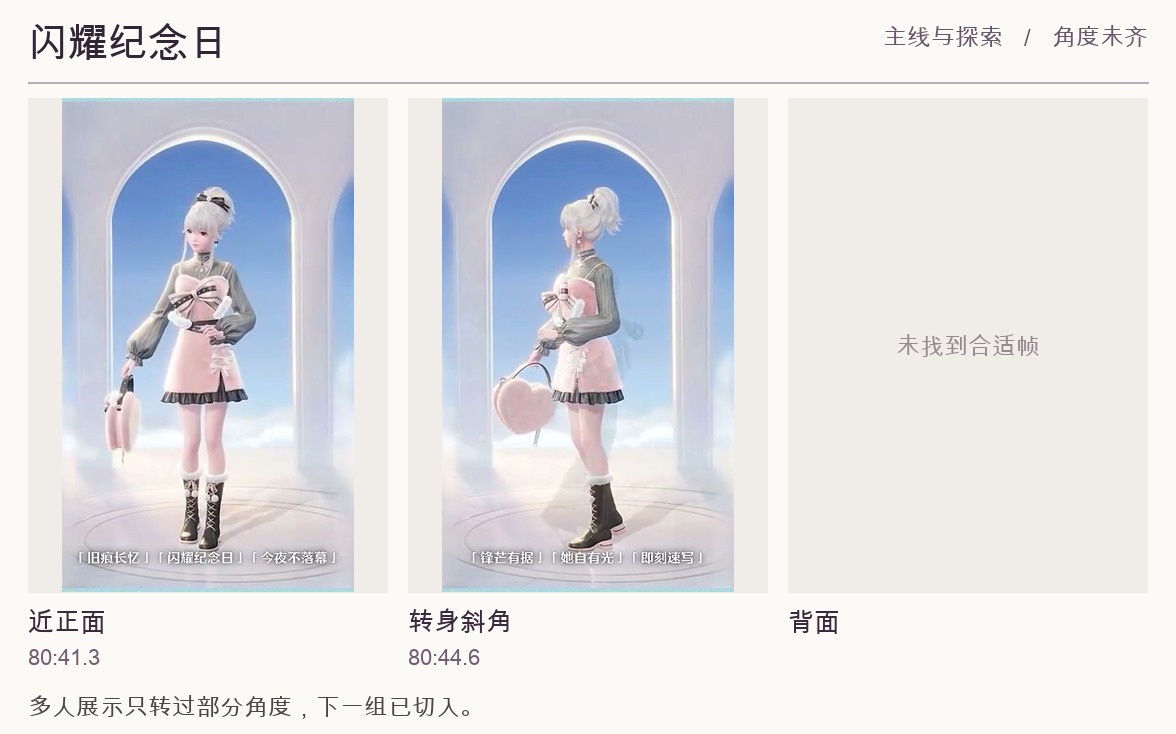 闪耀纪念日
主线与探索 / 角度未齐
「旧痕长忆」「闪耀纪念日」「今夜不落幕」
「锋芒有据」「她自有光」「即刻速写」
未找到合适帧
近正面
80:41.3
转身斜角
80:44.6
背面
多人展示只转过部分角度，下一组已切入。